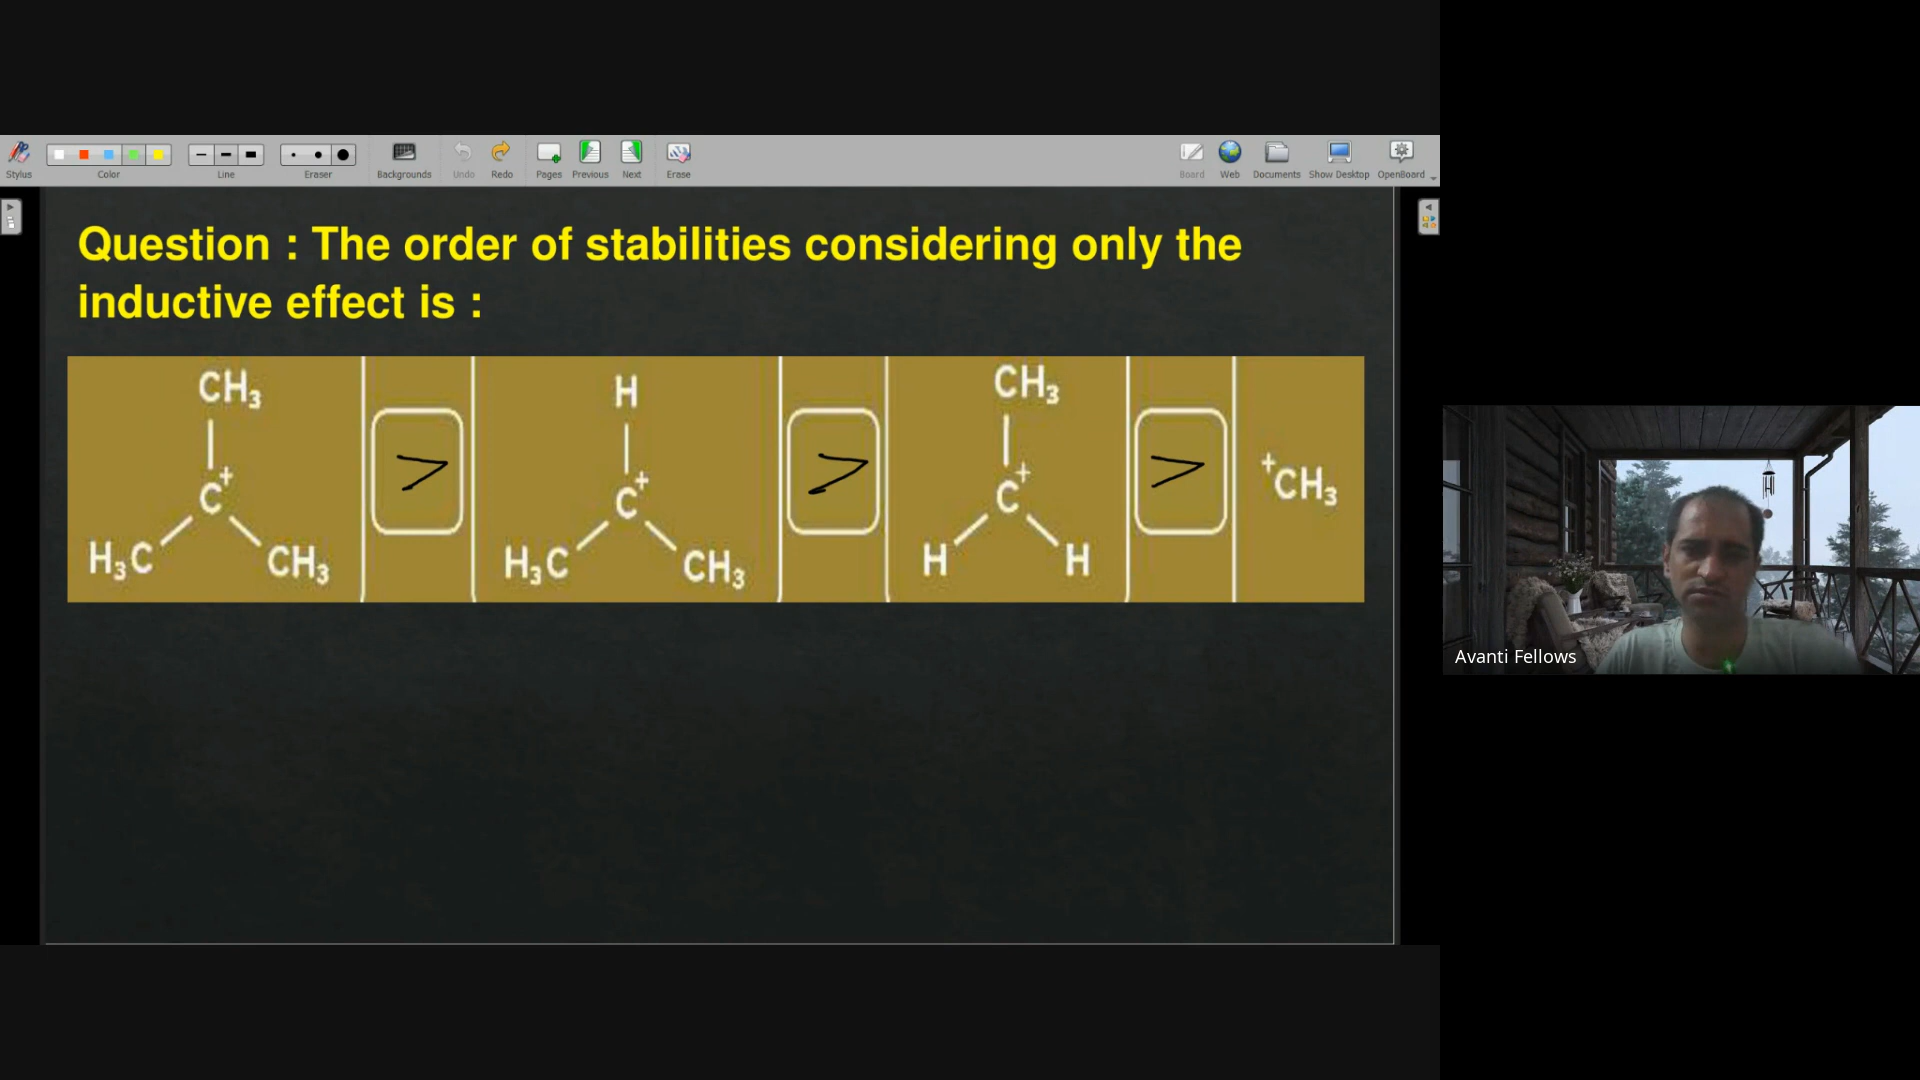 Stylus Color Line Eraser Backgrounds Undo Redo Pages Previous Next Erase Board Web Documents Show Desktop OpenBoard
Question : The order of stabilities considering only the
inductive effect is :
CH₃
C⁺
H₃C CH₃
>
H
C⁺
H₃C CH₃
>
CH₃
C⁺
H H
>
⁺CH₃
Avanti Fellows